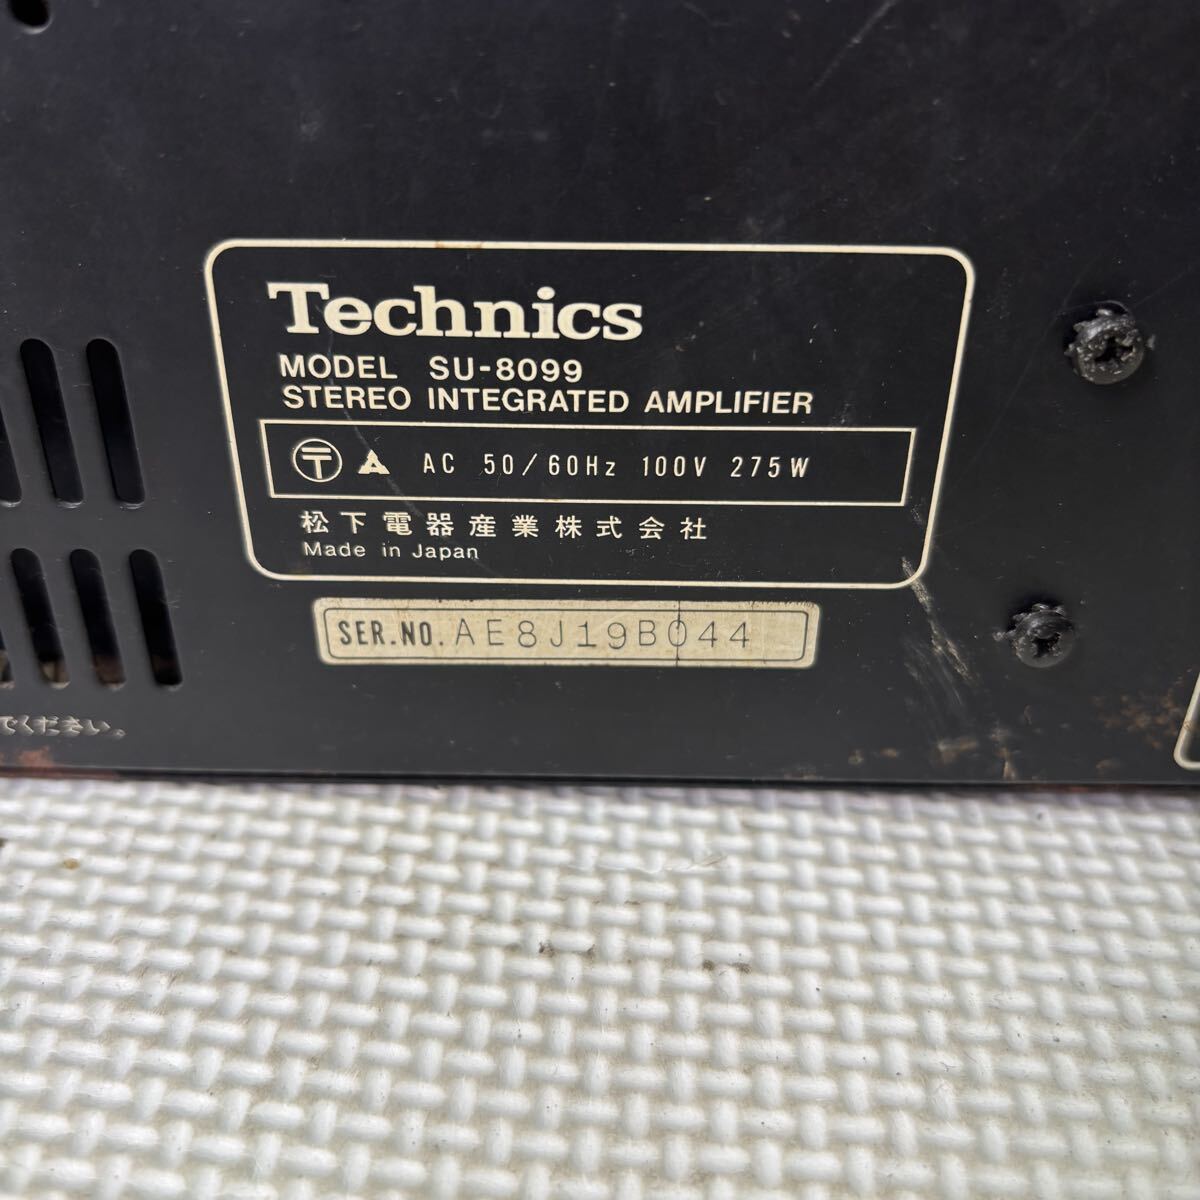 Technics
MODEL SU-8099
STEREO INTEGRATED AMPLIFIER
〒 AC 50/60Hz 100V 275W
松下電器産業株式会社
Made in Japan
SER.NO. AE8J19B044
でください。